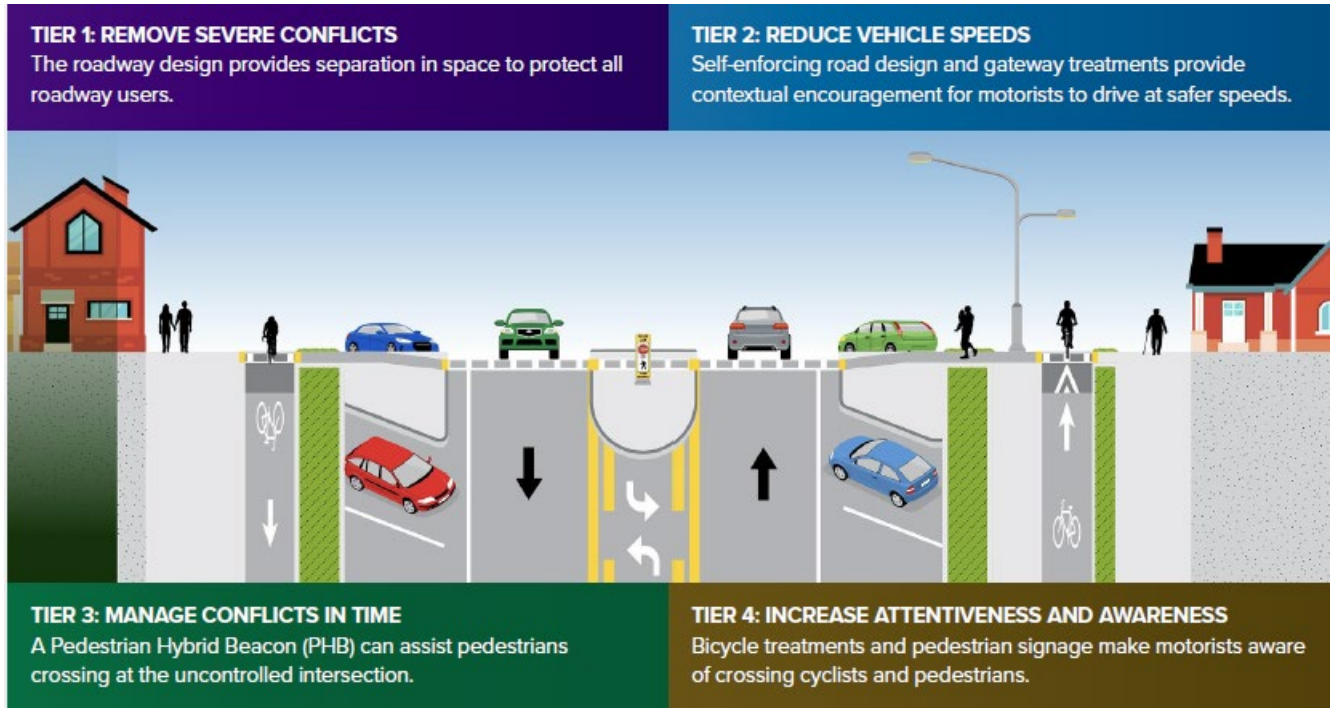 TIER 1: REMOVE SEVERE CONFLICTS
The roadway design provides separation in space to protect all
roadway users.
TIER 2: REDUCE VEHICLE SPEEDS
Self-enforcing road design and gateway treatments provide
contextual encouragement for motorists to drive at safer speeds.
TIER 3: MANAGE CONFLICTS IN TIME
A Pedestrian Hybrid Beacon (PHB) can assist pedestrians
crossing at the uncontrolled intersection.
TIER 4: INCREASE ATTENTIVENESS AND AWARENESS
Bicycle treatments and pedestrian signage make motorists aware
of crossing cyclists and pedestrians.